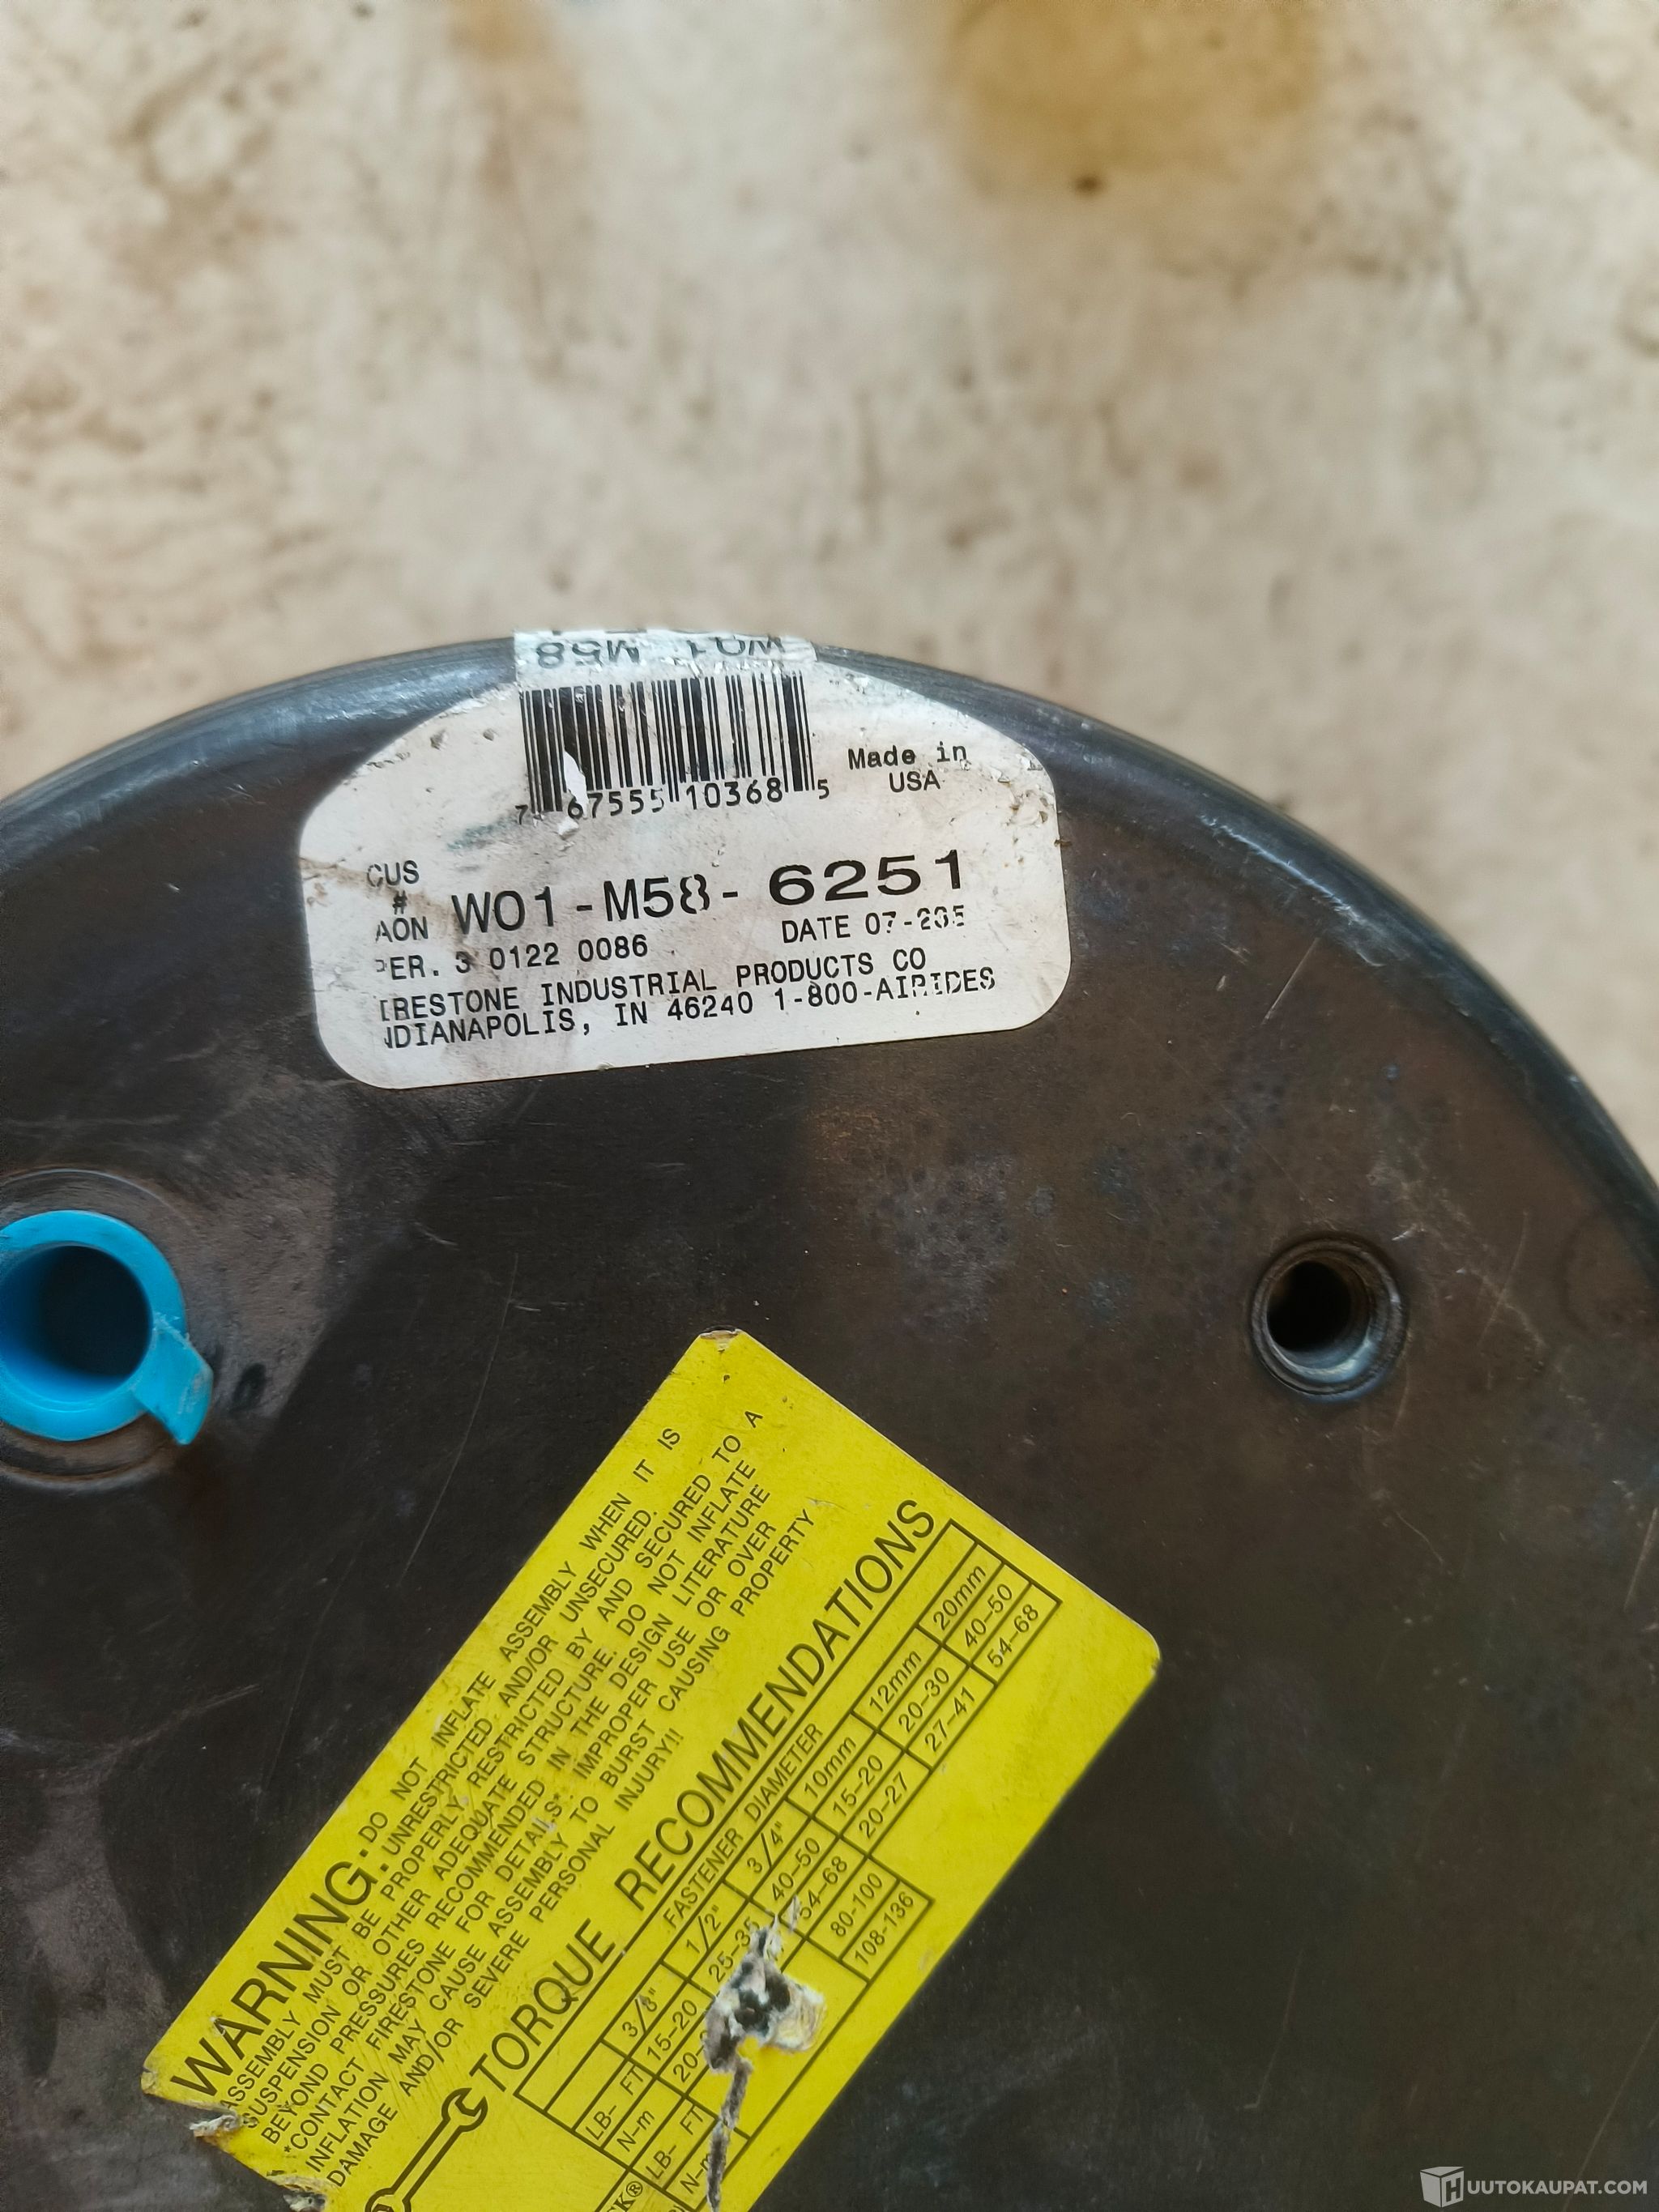 W01 M58
7 67555 10368 5
Made in
USA
CUS
#
AON W01-M58- 6251
ER. 3 0122 0086
DATE
RESTONE INDUSTRIAL PRODUCTS CO
NDIANAPOLIS, IN 46240 1-800-AIRIDES
WARNING: DO NOT INFLATE ASSEMBLY WHEN IT IS
UNRESTRICTED AND/OR UNSECURED.
ASSEMBLY MUST BE PROPERLY RESTRICTED BY AND SECURED TO A
SUSPENSION OR OTHER ADEQUATE STRUCTURE. DO NOT INFLATE
BEYOND PRESSURES RECOMMENDED IN THE DESIGN LITERATURE
*CONTACT FIRESTONE FOR DETAILS*. IMPROPER USE OR OVER
INFLATION MAY CAUSE ASSEMBLY TO BURST CAUSING PROPERTY
DAMAGE AND/OR SEVERE PERSONAL INJURY!!
TORQUE RECOMMENDATIONS
FASTENER DIAMETER
3/8" 1/2" 3/4" 10mm 12mm 20mm
LB- FT 15-20 25-35 40-50 15-20 20-30 40-50
N-m 20- 54-68 20-27 27-41 54-68
LB- FT 80-100
N-m 108-136
HUUTOKAUPAT.COM